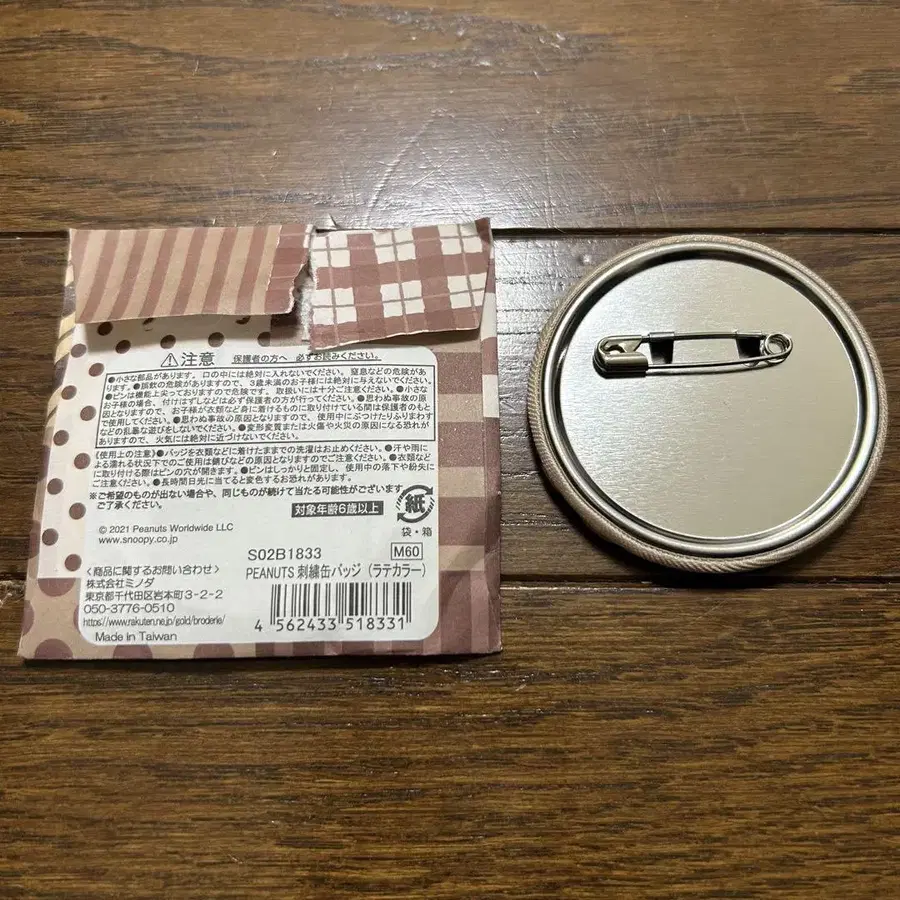 ⚠注意 保護者の方へ 必ずお読みください。
●小さな部品があります。口の中には絶対に入れないでください。窒息などの危険があり
ます。●誤飲の危険がありますので、3歳未満のお子様には絶対に与えないでください。
●ピンは機能上尖っておりますので危険です。取扱いには十分ご注意ください。●小さな
お子様の場合、付けはずしなどは必ず保護者の方が行ってください。●思わぬ事故の原
因となりますので、お子様が衣類など身に着けるものに取り付けている間は保護者のもと
で使用してください。●思わぬ事故の原因となりますので、使用中にぶつけたりふりまわす
などの乱暴な遊びをしないでください。●変形変質または火傷や火災の原因になる恐れが
ありますので、火気には絶対に近づけないでください。
《使用上の注意》●バッジを衣類などに着けたままでの洗濯はお止めください。●汗や雨に
よる濡れる状況下でのご使用は錆びなどの原因となりますのでご注意ください。●衣類など
に取り付ける際はピンの穴が開きます。●ピンはしっかりと固定し、使用中の落下や紛失に
ご注意ください。●長時間日光に当てると変色する恐れがあります。
※ご希望のものが出ない場合や、同じものが続けて当たる可能性がございます
ご了承ください。
対象年齢6歳以上
紙
袋・箱
© 2021 Peanuts Worldwide LLC
www.snoopy.co.jp
S02B1833
M60
PEANUTS 刺繍缶バッジ（ラテカラー）
<商品に関するお問い合わせ>
株式会社ミノダ
東京都千代田区岩本町3-2-2
050-3776-0510
https://www.rakuten.ne.jp/gold/broderie/
Made in Taiwan
4 562433 518331